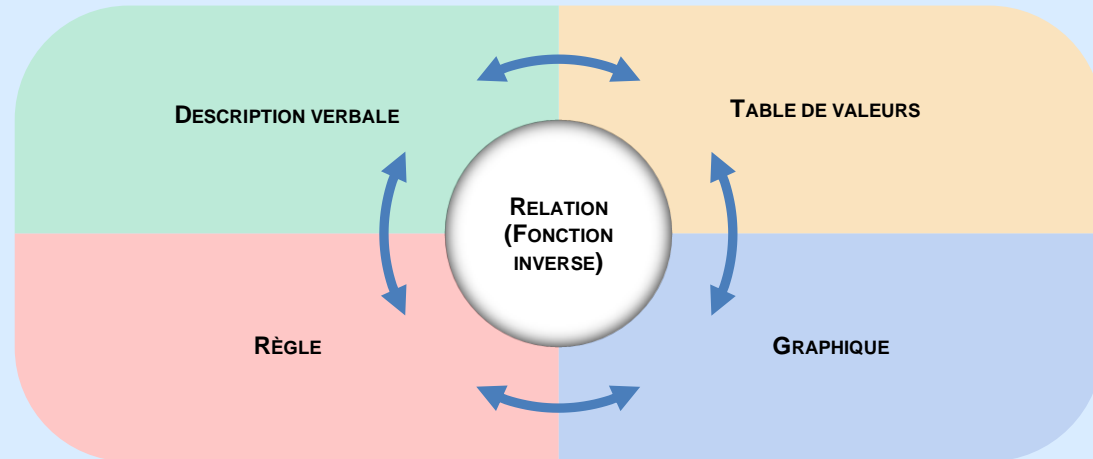 DESCRIPTION VERBALE
TABLE DE VALEURS
RELATION
(FONCTION
INVERSE)
RÈGLE
GRAPHIQUE